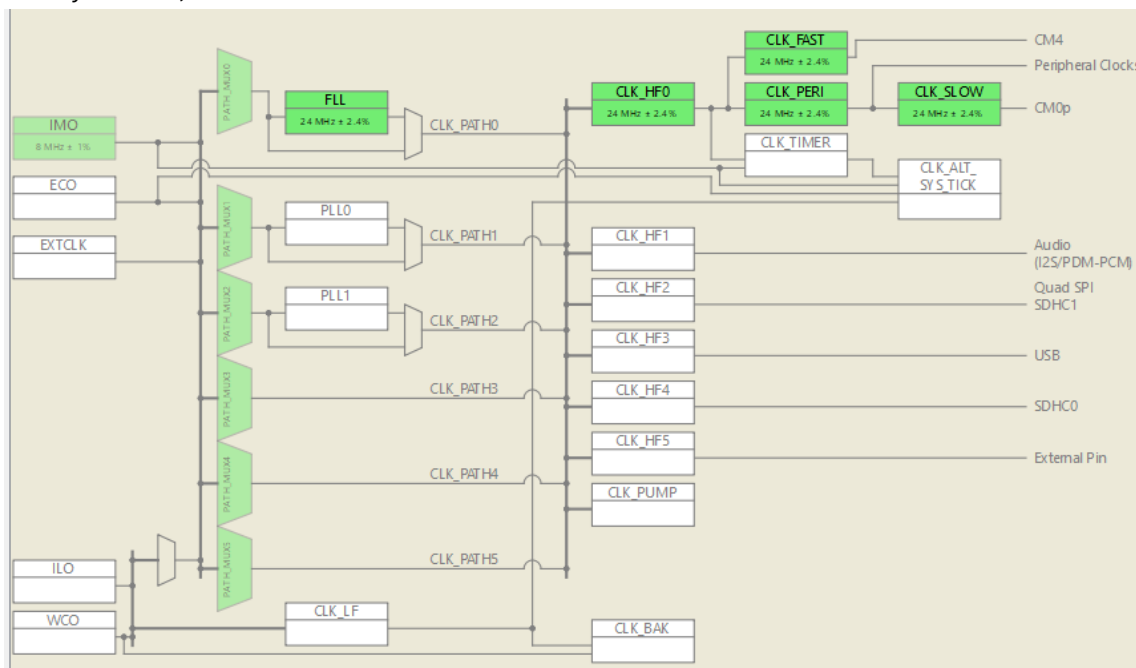 CLK_FAST
24 MHz ± 2.4%
CM4
Peripheral Clocks
PATH_MUX0
FLL
24 MHz ± 2.4%
CLK_PATH0
CLK_HF0
24 MHz ± 2.4%
CLK_PERI
24 MHz ± 2.4%
CLK_SLOW
24 MHz ± 2.4%
CM0p
IMO
8 MHz ± 1%
CLK_TIMER
CLK_ALT_
SYS_TICK
ECO
PATH_MUX1
PLL0
CLK_PATH1
EXTCLK
CLK_HF1
Audio
(I2S/PDM-PCM)
PATH_MUX2
PLL1
CLK_PATH2
CLK_HF2
Quad SPI
SDHC1
CLK_HF3
USB
PATH_MUX3
CLK_PATH3
CLK_HF4
SDHC0
CLK_HF5
External Pin
PATH_MUX4
CLK_PATH4
CLK_PUMP
PATH_MUX5
CLK_PATH5
ILO
WCO
CLK_LF
CLK_BAK